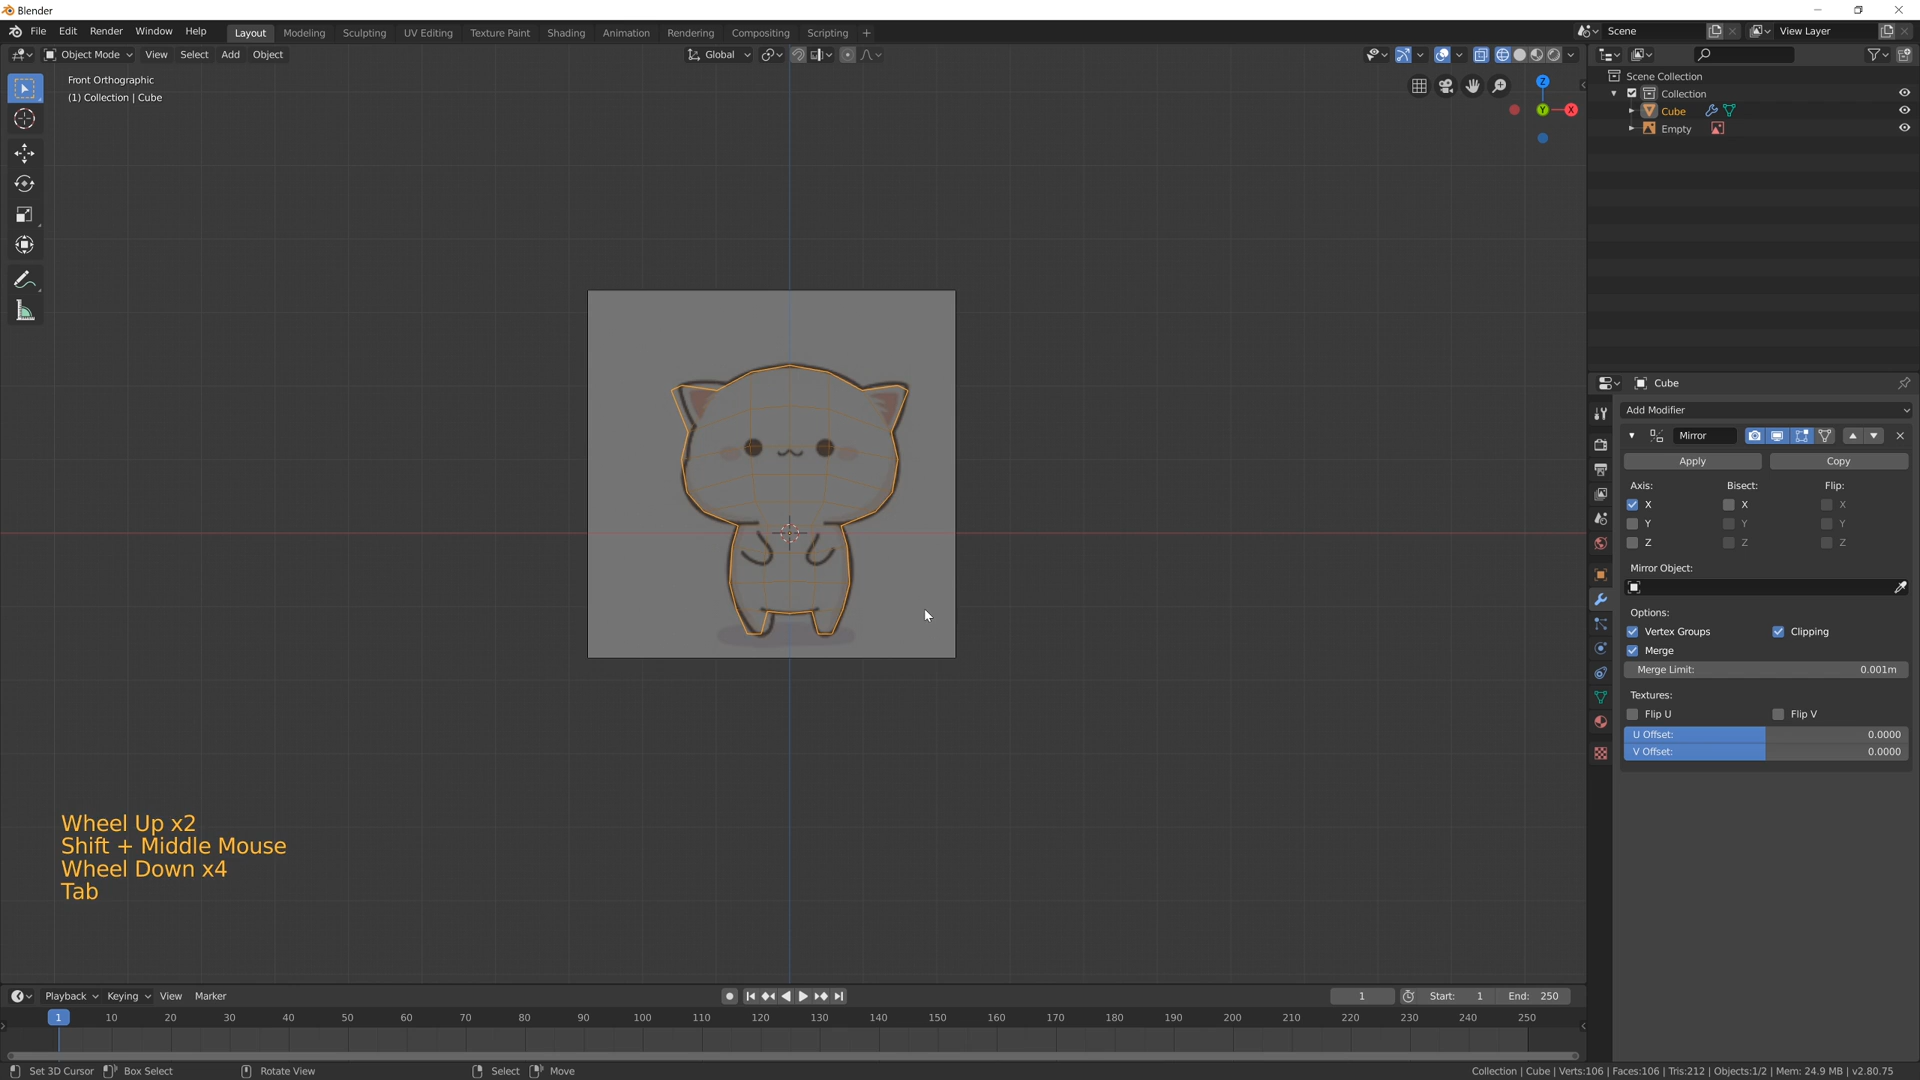 Blender
File Edit Render Window Help Layout Modeling Sculpting UV Editing Texture Paint Shading Animation Rendering Compositing Scripting + Scene View Layer
Object Mode View Select Add Object Global
Front Orthographic
(1) Collection | Cube
Z
Y
X
Scene Collection
Collection
Cube
Empty
Cube
Add Modifier
Mirror
Apply Copy
Axis: Bisect: Flip:
X X X
Y Y Y
Z Z Z
Mirror Object:
Options:
Vertex Groups Clipping
Merge
Merge Limit: 0.001m
Textures:
Flip U Flip V
U Offset: 0.0000
V Offset: 0.0000
Wheel Up x2
Shift + Middle Mouse
Wheel Down x4
Tab
Playback Keying View Marker 1 Start: 1 End: 250
1 10 20 30 40 50 60 70 80 90 100 110 120 130 140 150 160 170 180 190 200 210 220 230 240 250
Set 3D Cursor Box Select Rotate View Select Move Collection | Cube | Verts:106 | Faces:106 | Tris:212 | Objects:1/2 | Mem: 24.9 MB | v2.80.75